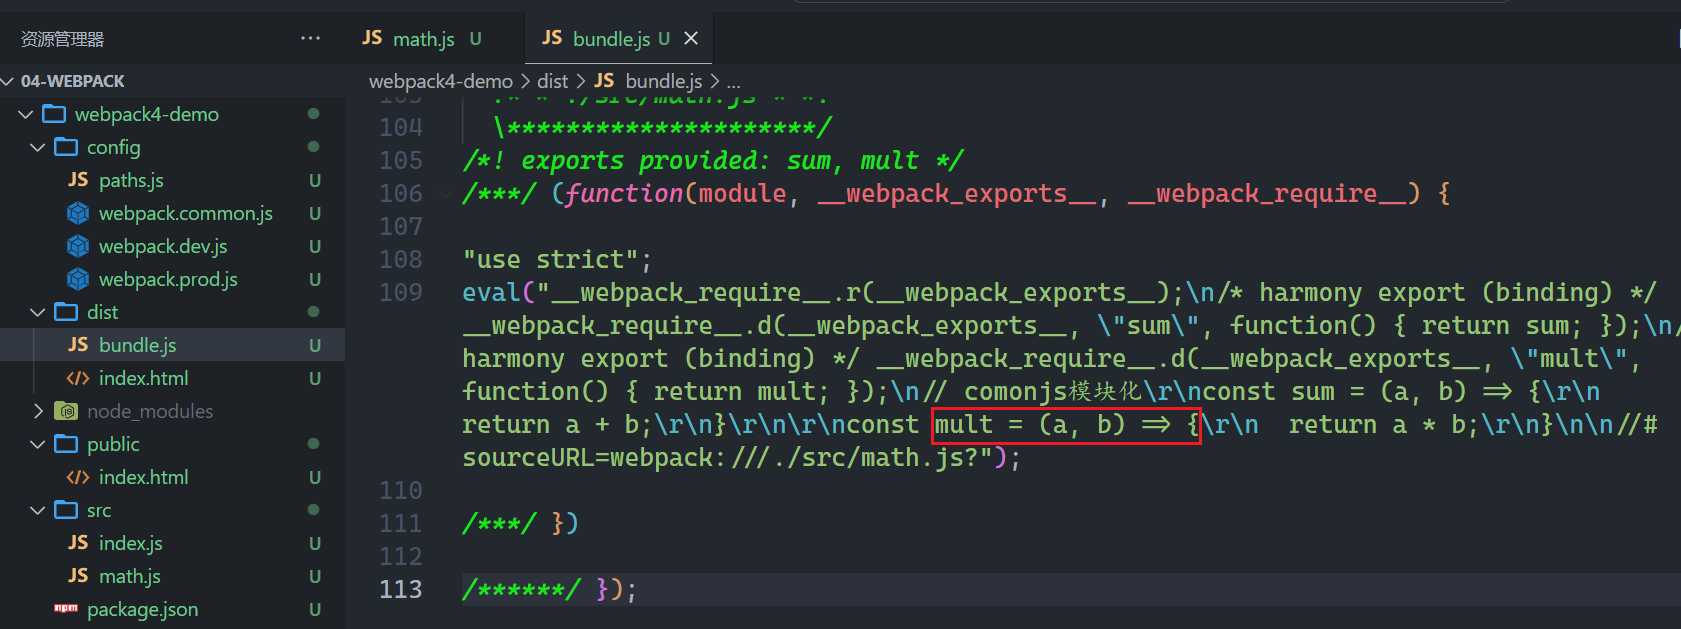 资源管理器
···
JS math.js U
JS bundle.js U ×
04-WEBPACK
webpack4-demo > dist > JS bundle.js > ...
webpack4-demo
config
JS paths.js U
webpack.common.js U
webpack.dev.js U
webpack.prod.js U
dist
JS bundle.js U
</> index.html U
node_modules
public
</> index.html U
src
JS index.js U
JS math.js U
npm package.json U
103 !* * ./src/math.js * *!
104 \*********************/
105 /*! exports provided: sum, mult */
106 /***/ (function(module, __webpack_exports__, __webpack_require__) {
107
108 "use strict";
109 eval("__webpack_require__.r(__webpack_exports__);\n/* harmony export (binding) */
__webpack_require__.d(__webpack_exports__, \"sum\", function() { return sum; });\n/
harmony export (binding) */ __webpack_require__.d(__webpack_exports__, \"mult\",
function() { return mult; });\n// comonjs模块化\r\nconst sum = (a, b) => {\r\n
return a + b;\r\n}\r\n\r\nconst mult = (a, b) => {\r\n  return a * b;\r\n}\n\n//#
sourceURL=webpack:///./src/math.js?");
110
111 /***/ })
112
113 /******/ });